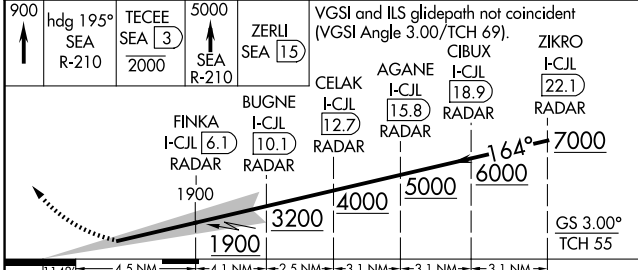 900
hdg 195°
SEA
R-210
TECEE
SEA 3
2000
5000
SEA
R-210
ZERLI
SEA 15
VGSI and ILS glidepath not coincident
(VGSI Angle 3.00/TCH 69).
FINKA
I-CJL 6.1
RADAR
BUGNE
I-CJL
10.1
RADAR
CELAK
I-CJL
12.7
RADAR
AGANE
I-CJL
15.8
RADAR
CIBUX
I-CJL
18.9
RADAR
ZIKRO
I-CJL
22.1
RADAR
164°
7000
6000
5000
4000
3200
1900
1900
GS 3.00°
TCH 55
4.5 NM
4.1 NM
2.5 NM
3.1 NM
3.1 NM
3.1 NM